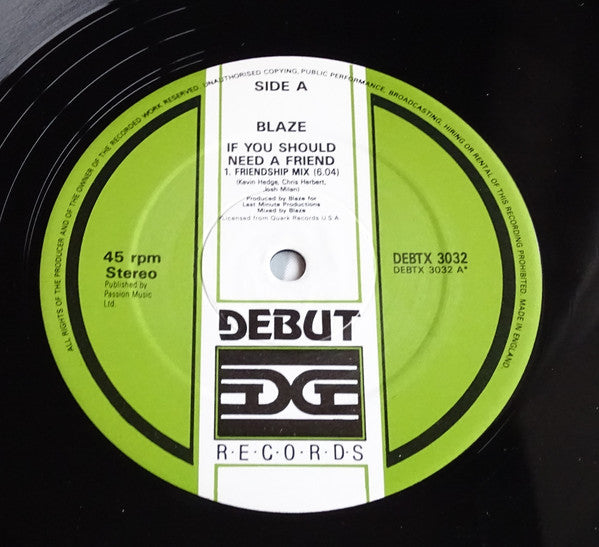 ALL RIGHTS OF THE PRODUCER AND OF THE OWNER OF THE RECORDED WORK RESERVED. UNAUTHORISED COPYING, PUBLIC PERFORMANCE, BROADCASTING, HIRING OR RENTAL OF THIS RECORDING PROHIBITED. MADE IN ENGLAND.
SIDE A
BLAZE
IF YOU SHOULD
NEED A FRIEND
1. FRIENDSHIP MIX (6.04)
(Kevin Hedge, Chris Herbert,
Josh Milan)
Produced by Blaze for
Last Minute Productions
Mixed by Blaze
Licensed from Quark Records U.S.A.
45 rpm
Stereo
Published by
Passion Music
Ltd.
DEBTX 3032
DEBTX 3032 A*
DEBUT
R·E·C·O·R·D·S